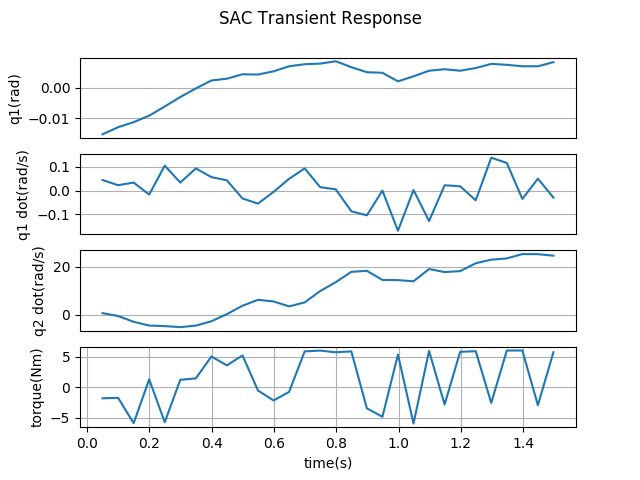 SAC Transient Response
q1(rad)
0.00
−0.01
q1 dot(rad/s)
0.1
0.0
−0.1
q2 dot(rad/s)
20
0
torque(Nm)
5
0
−5
0.0 0.2 0.4 0.6 0.8 1.0 1.2 1.4
time(s)